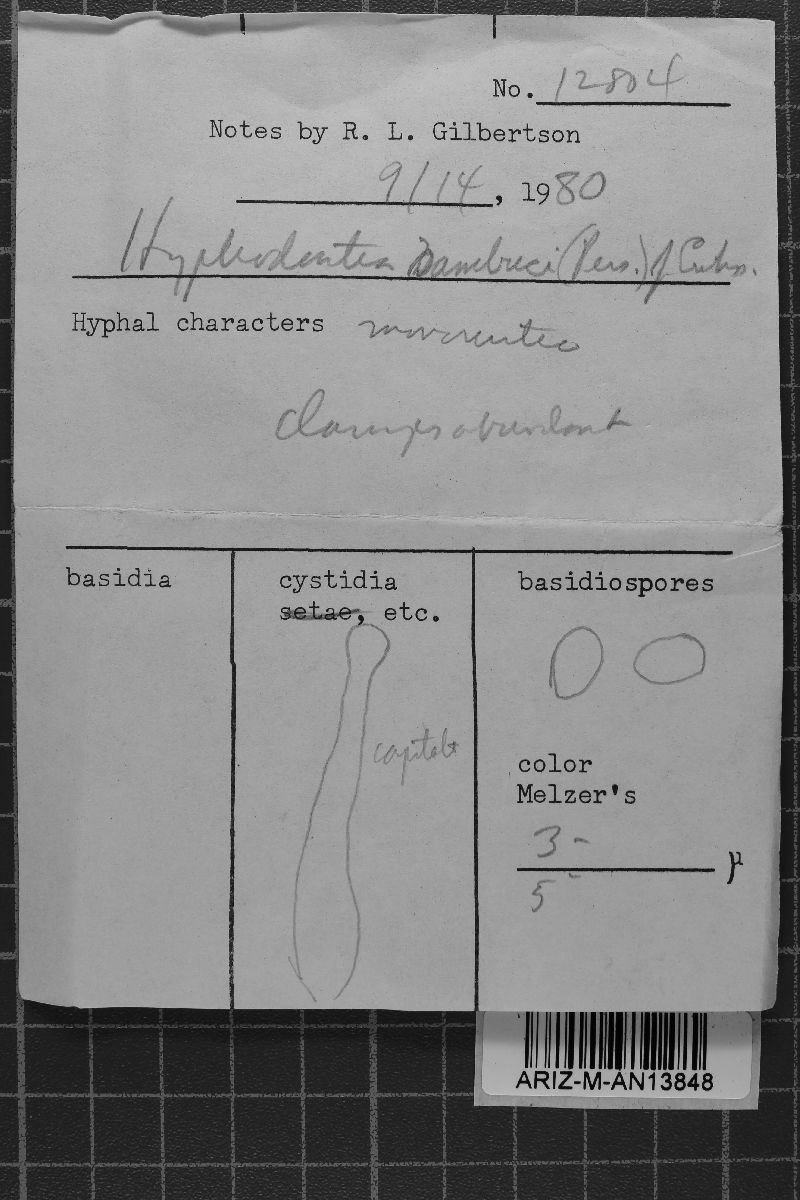 No. 12804
Notes by R. L. Gilbertson
9/14, 1980
Hyphodontia Sambuci (Pers.) J. Erikss.
Hyphal characters
Clamps abundant
basidia
cystidia
setae, etc.
capitate
basidiospores
color
Melzer's
3 -
µ
5 -
ARIZ-M-AN13848